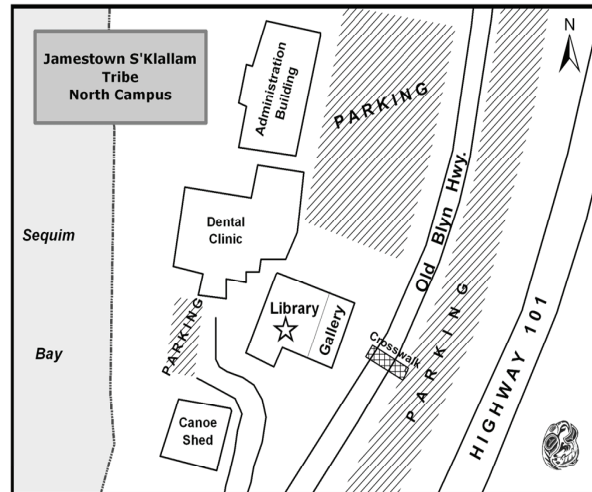 Jamestown S'Klallam
Tribe
North Campus
N
Administration
Building
PARKING
Old Blyn Hwy.
Dental
Clinic
Sequim
Bay
Library
Gallery
PARKING
Crosswalk
PARKING
HIGHWAY 101
Canoe
Shed